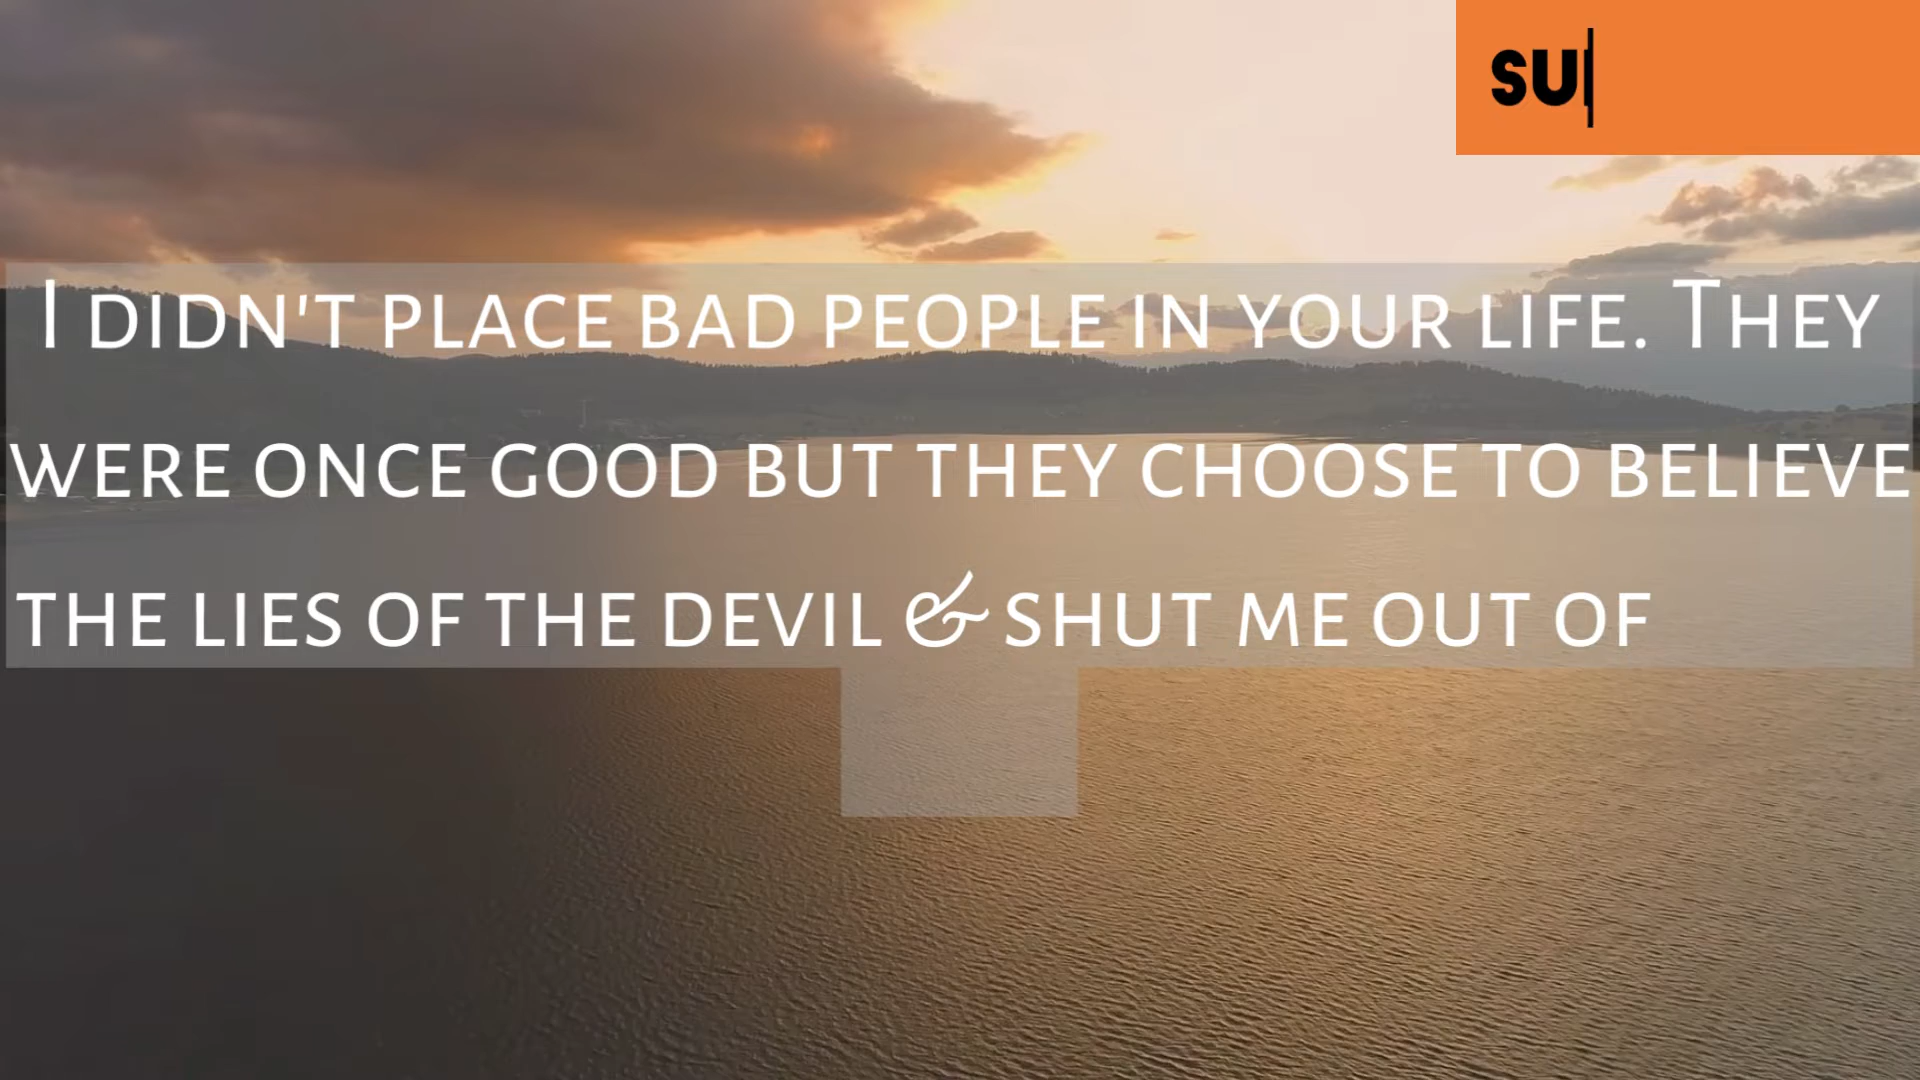 SU
I DIDN'T PLACE BAD PEOPLE IN YOUR LIFE. THEY
WERE ONCE GOOD BUT THEY CHOOSE TO BELIEVE
THE LIES OF THE DEVIL & SHUT ME OUT OF